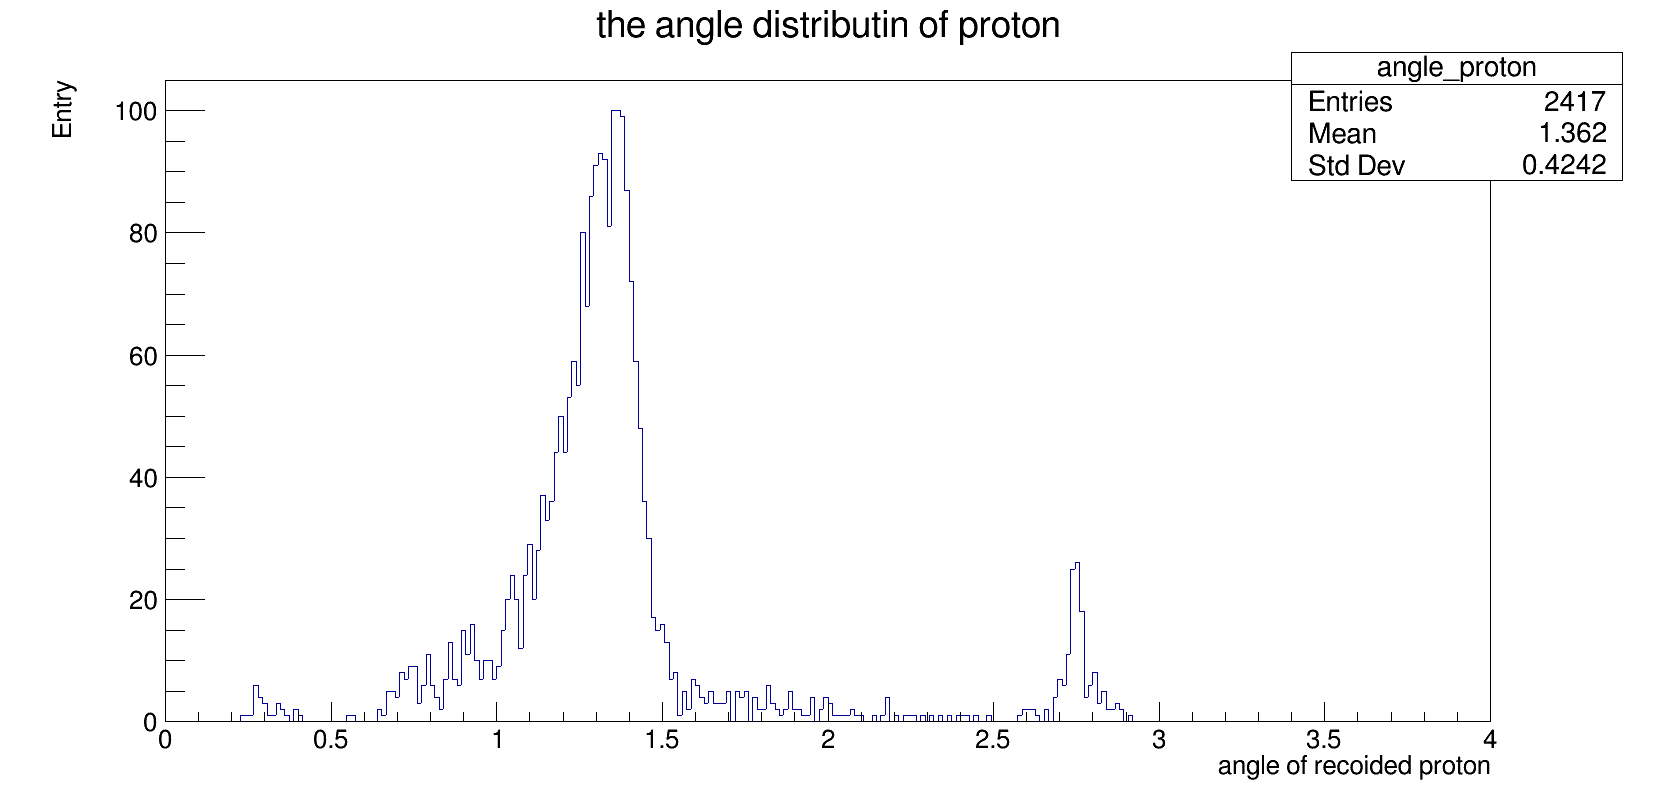 the angle distributin of proton
angle_proton
Entries 2417
Mean 1.362
Std Dev 0.4242
Entry
100
80
60
40
20
0
0 0.5 1 1.5 2 2.5 3 3.5 4
angle of recoided proton